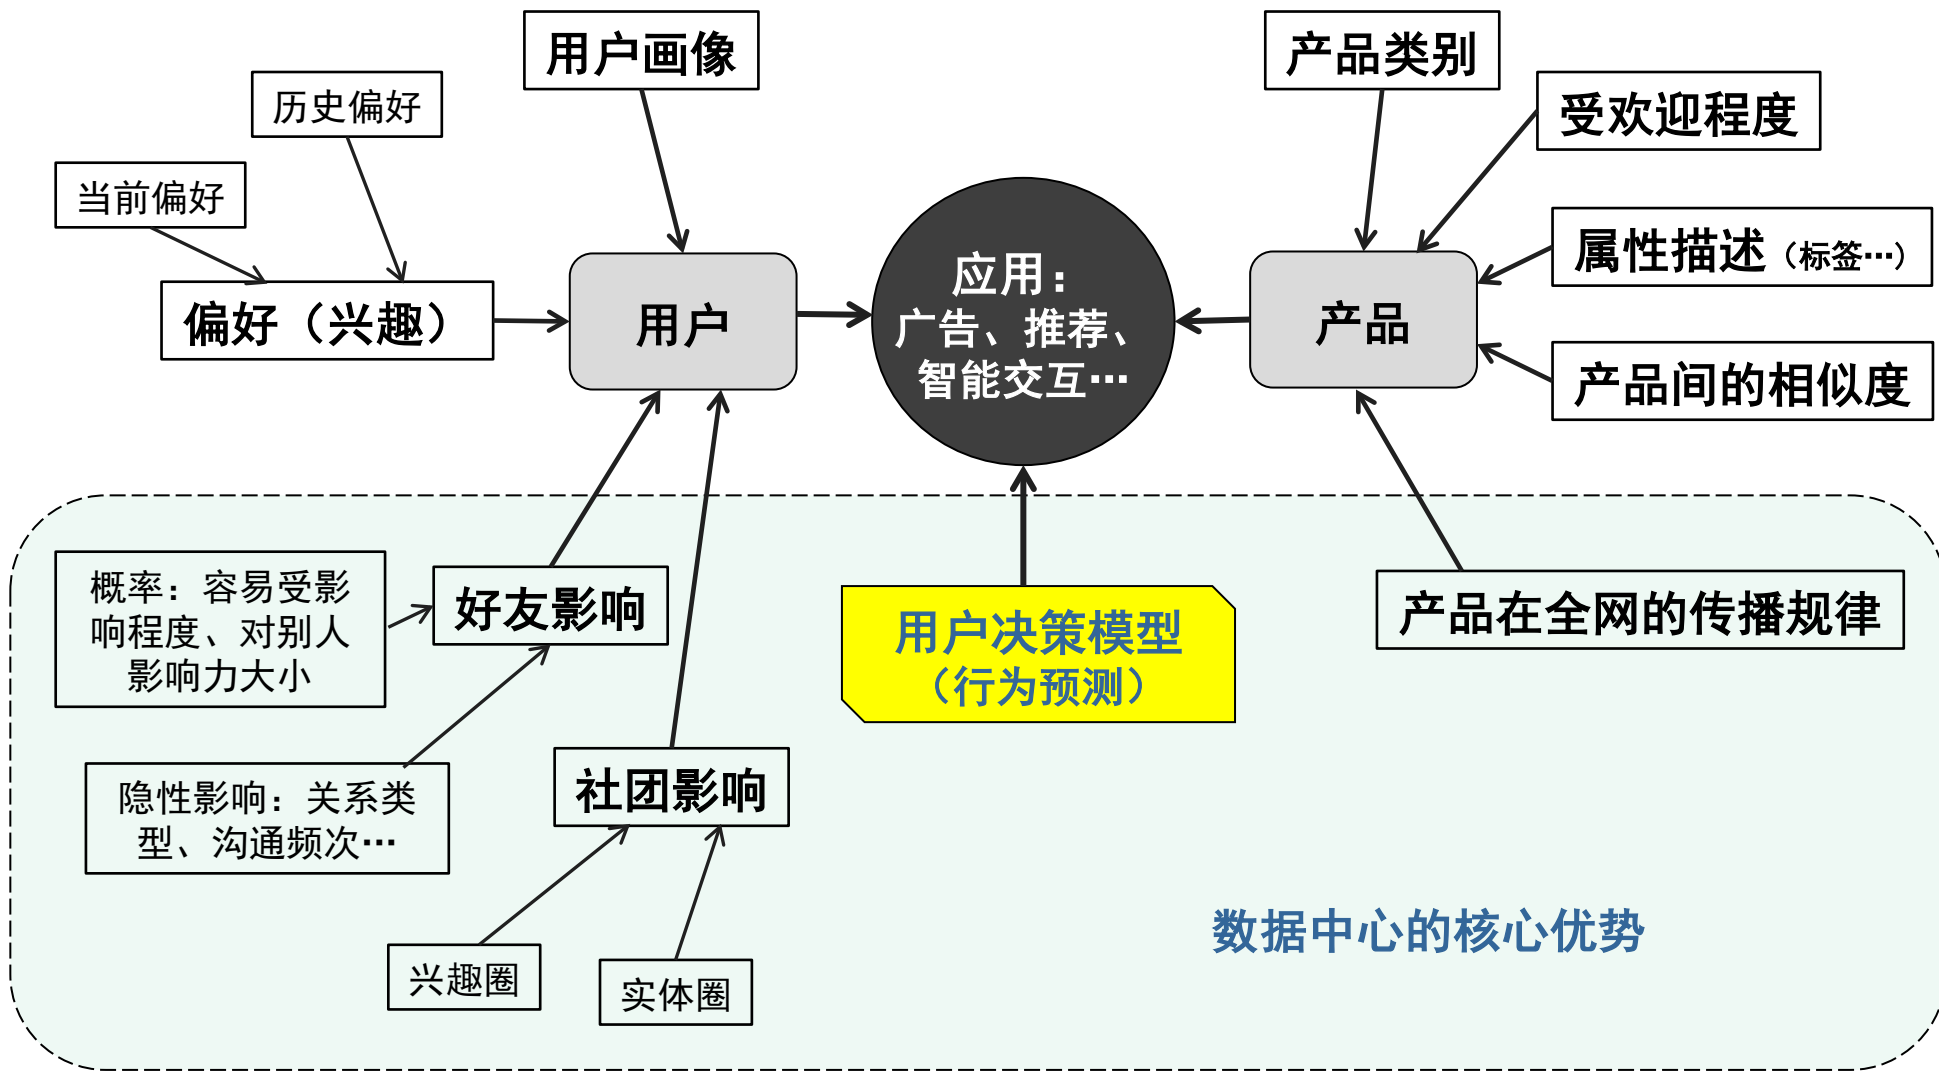 用户画像
产品类别
历史偏好
受欢迎程度
当前偏好
属性描述（标签…）
偏好（兴趣）
用户
应用：
广告、推荐、
智能交互…
产品
产品间的相似度
概率：容易受影
响程度、对别人
影响力大小
好友影响
用户决策模型
（行为预测）
产品在全网的传播规律
隐性影响：关系类
型、沟通频次…
社团影响
数据中心的核心优势
兴趣圈
实体圈